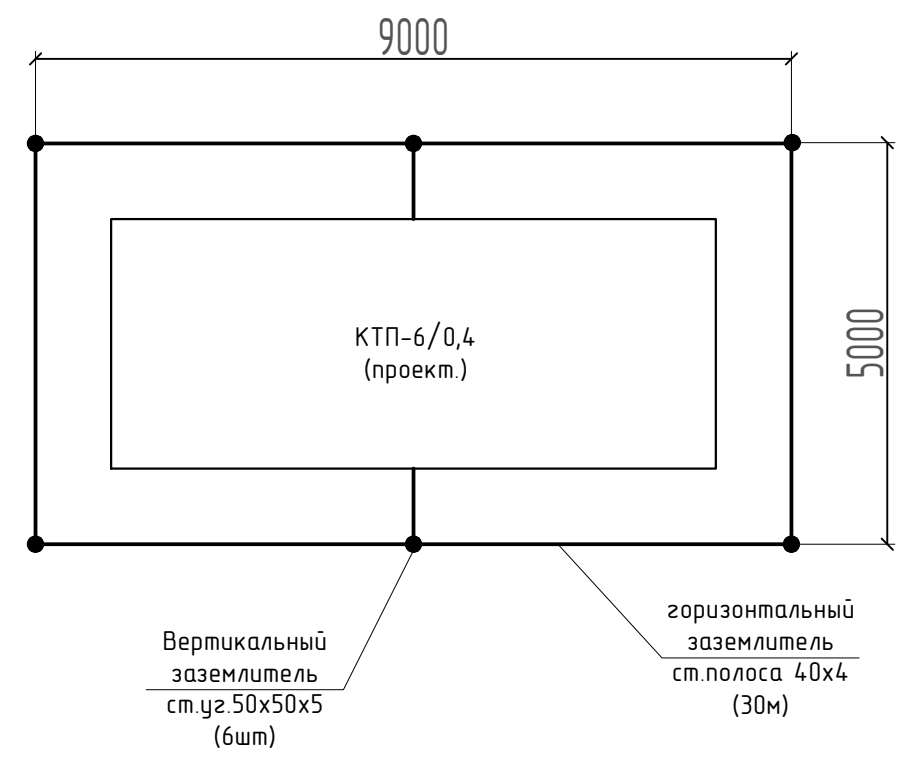 9000
КТП-6/0,4
(проект.)
5000
Вертикальный
заземлитель
ст.уг.50х50х5
(6шт)
горизонтальный
заземлитель
ст.полоса 40х4
(30м)